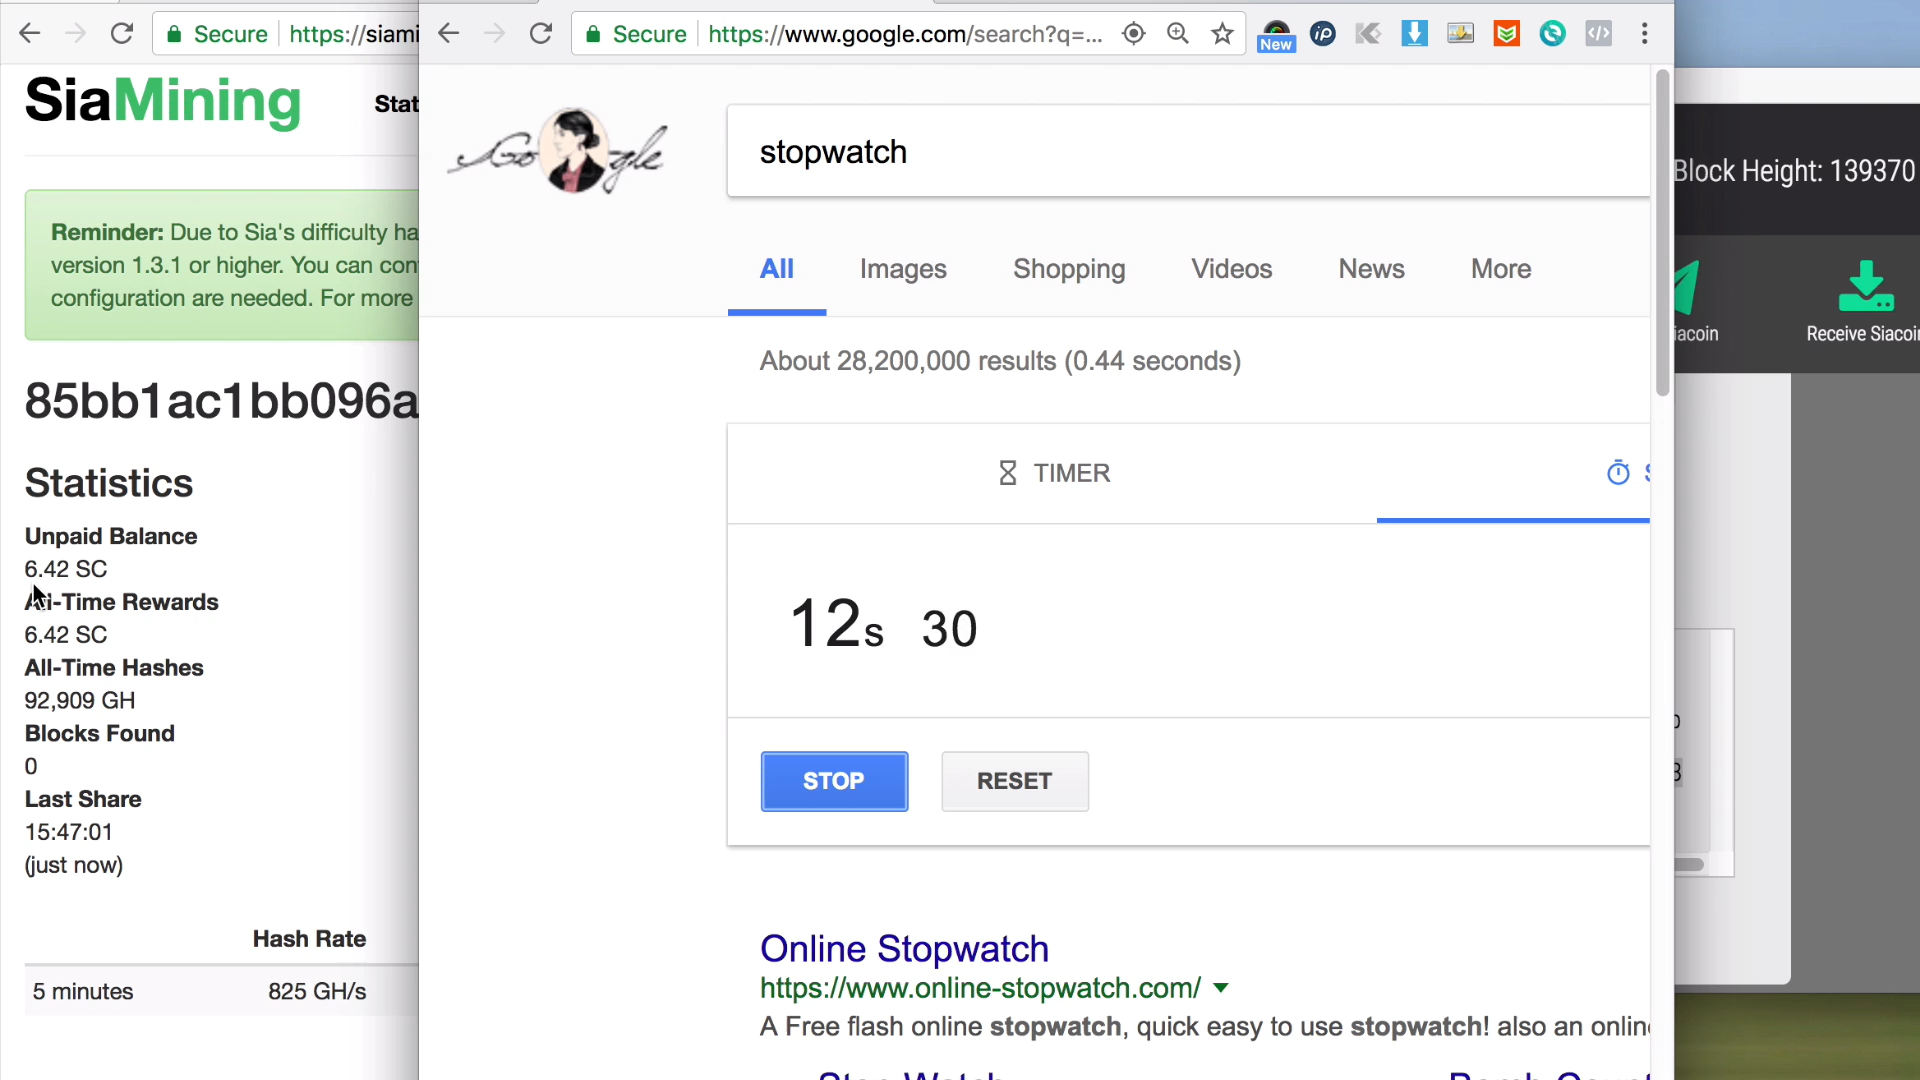 Secure https://siami
SiaMining
Stat
Reminder: Due to Sia's difficulty ha
version 1.3.1 or higher. You can con
configuration are needed. For more
85bb1ac1bb096a
Statistics
Unpaid Balance
6.42 SC
All-Time Rewards
6.42 SC
All-Time Hashes
92,909 GH
Blocks Found
0
Last Share
15:47:01
(just now)
Hash Rate
5 minutes 825 GH/s
Secure https://www.google.com/search?q=...
New
Google
stopwatch
All Images Shopping Videos News More
About 28,200,000 results (0.44 seconds)
TIMER
12s 30
STOP RESET
Online Stopwatch
https://www.online-stopwatch.com/
A Free flash online stopwatch, quick easy to use stopwatch! also an onlin
Block Height: 139370
iacoin
Receive Siacoin